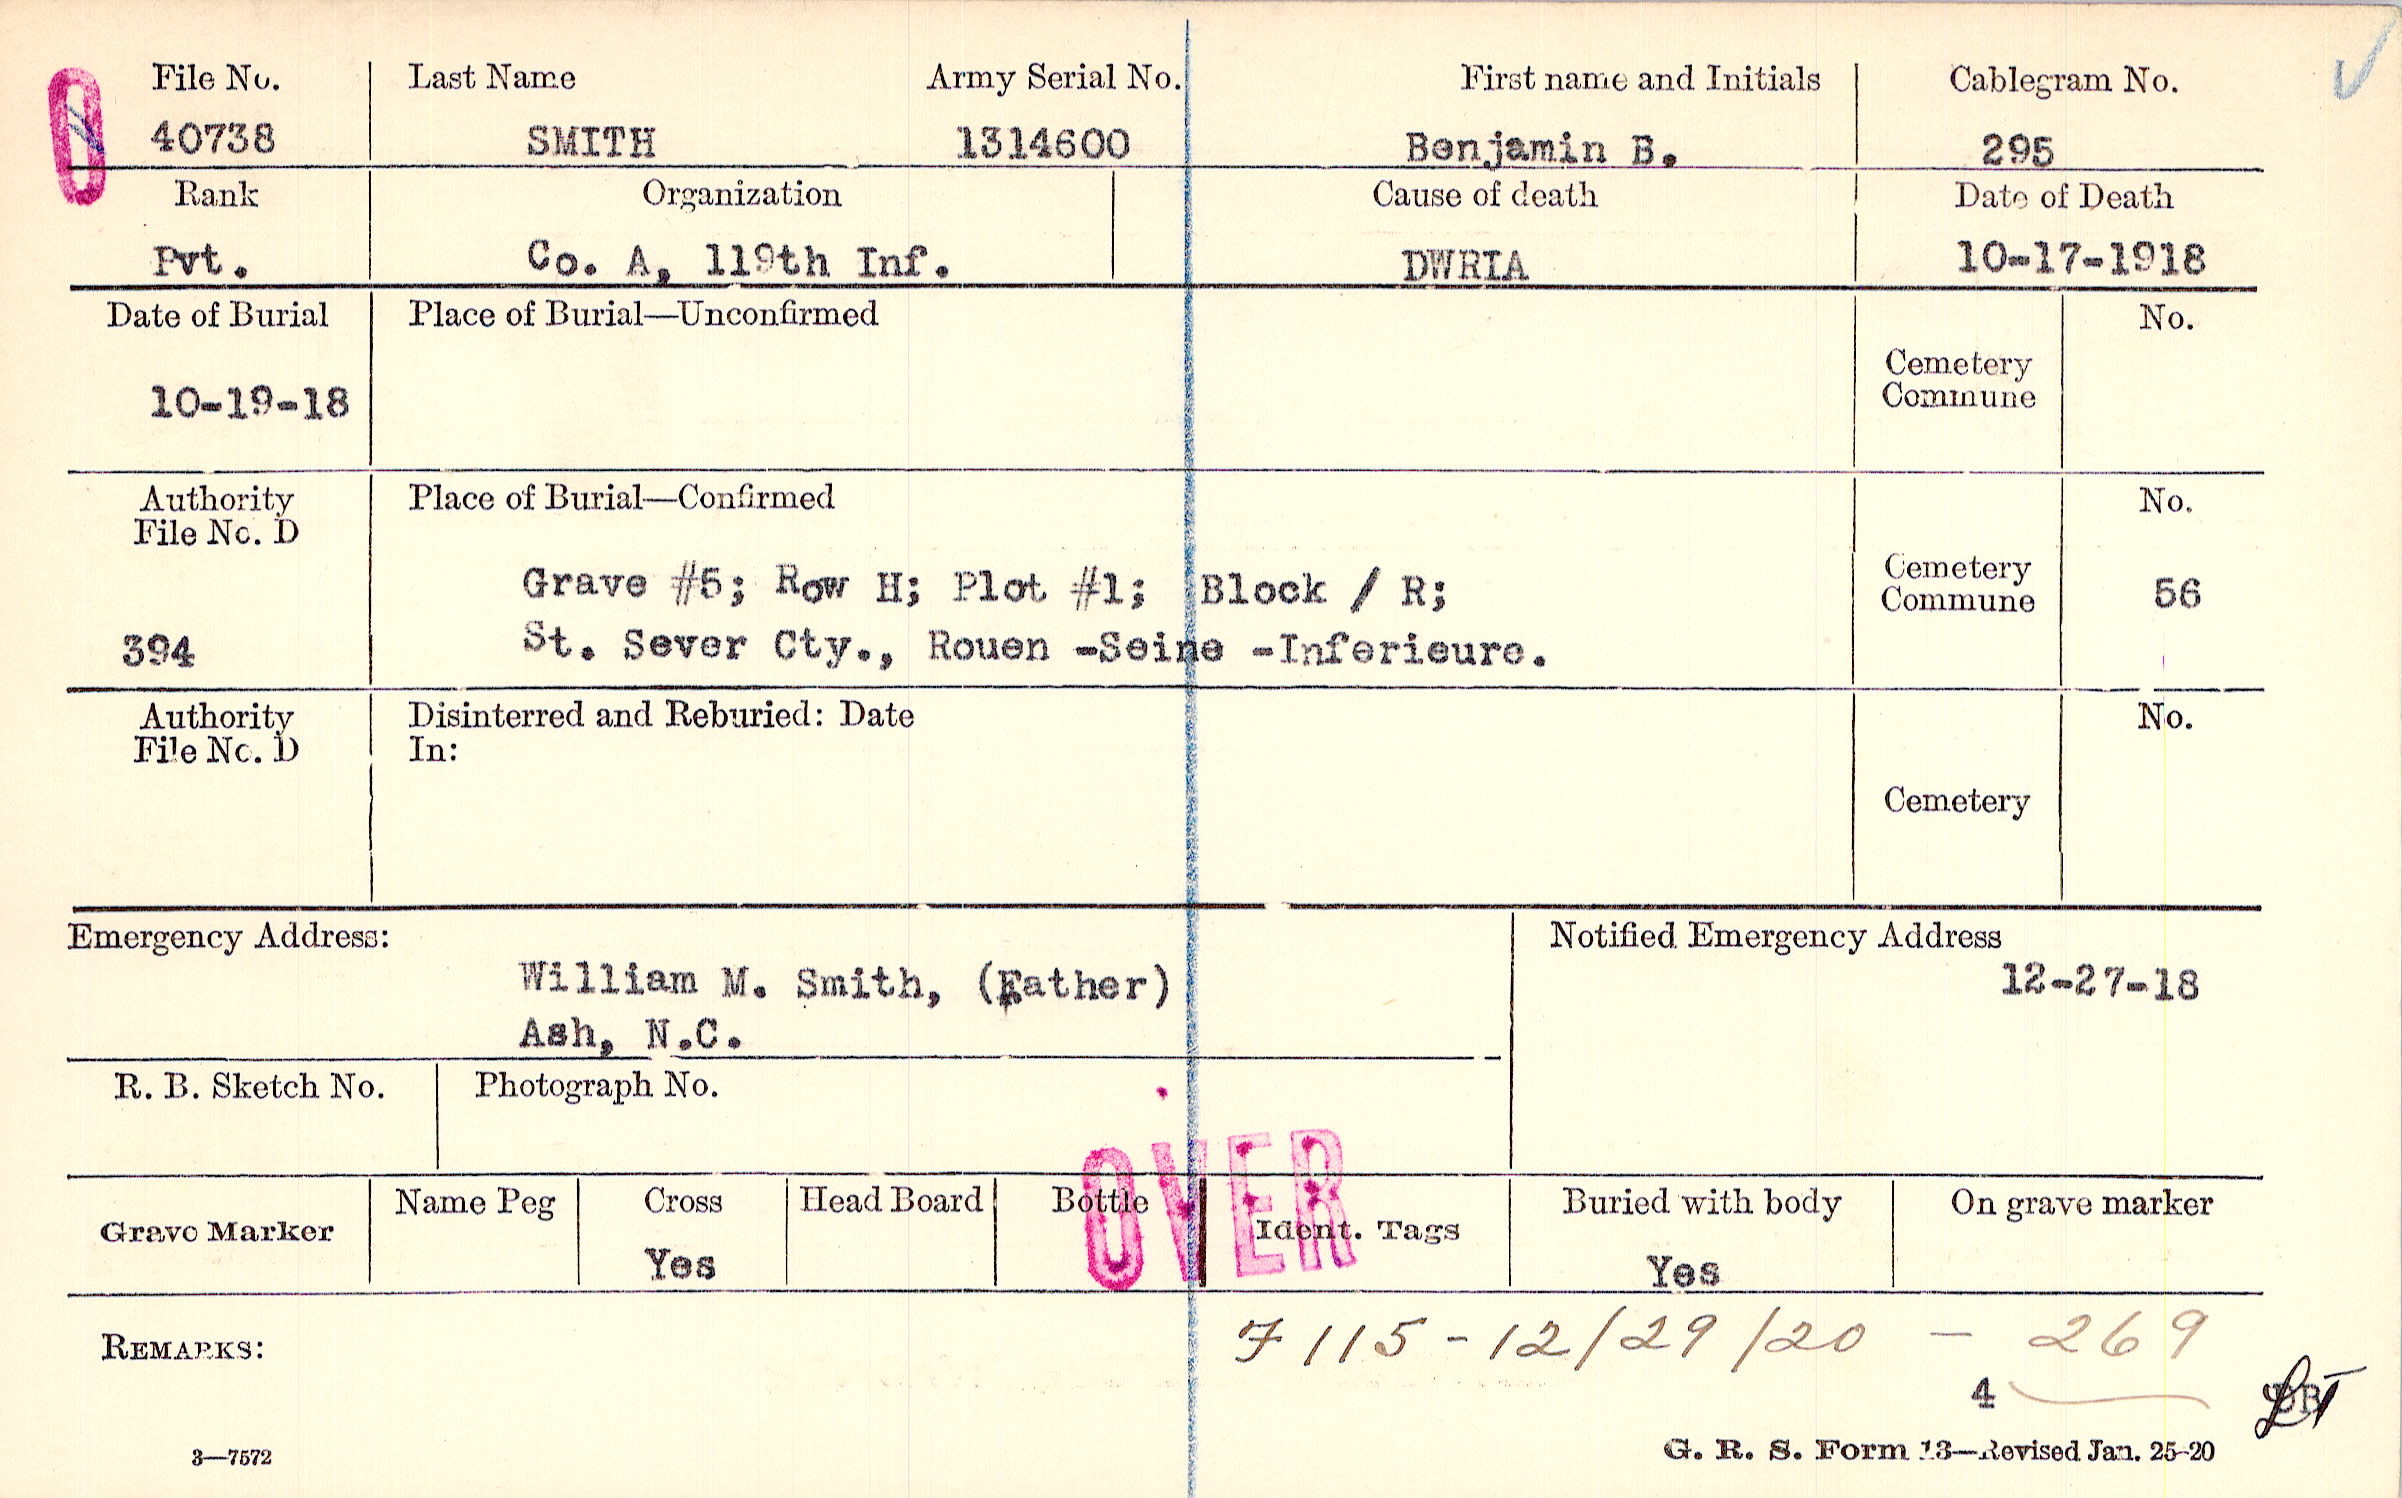 File No. Last Name Army Serial No. First name and Initials Cablegram No.
40738 SMITH 1314600 Benjamin B. 295
Rank Organization Cause of death Date of Death
Pvt. Co. A, 119th Inf. DWRIA 10-17-1918
Date of Burial Place of Burial—Unconfirmed No.
Cemetery
Commune
10-19-18
Authority Place of Burial—Confirmed No.
File No. D
Cemetery
Grave #5; Row H; Plot #1; Block / R; Commune 56
394 St. Sever Cty., Rouen -Seine -Inferieure.
Authority Disinterred and Reburied: Date No.
File No. D In:
Cemetery
Emergency Address: Notified Emergency Address
William M. Smith, (Father) 12-27-18
Ash, N.C.
R. B. Sketch No. Photograph No.
OVER
Grave Marker Name Peg Cross Head Board Bottle Ident. Tags Buried with body On grave marker
Yes Yes
REMARKS: F 115 - 12/29/20 - 269
4
3—7572 G. R. S. Form 13—Revised Jan. 25-20